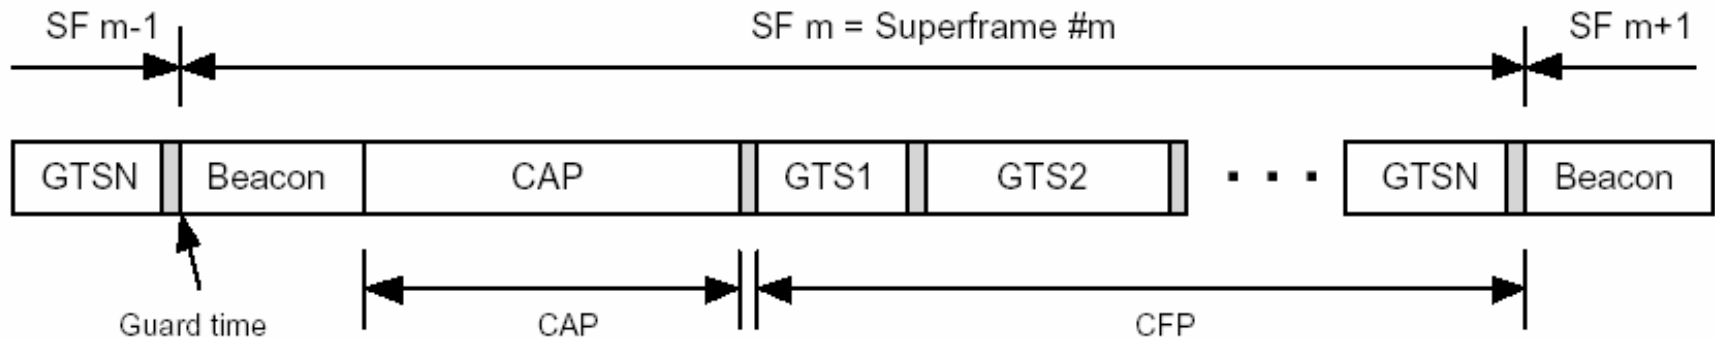 SF m-1 SF m = Superframe #m SF m+1
GTSN Beacon CAP GTS1 GTS2 . . . GTSN Beacon
Guard time CAP CFP